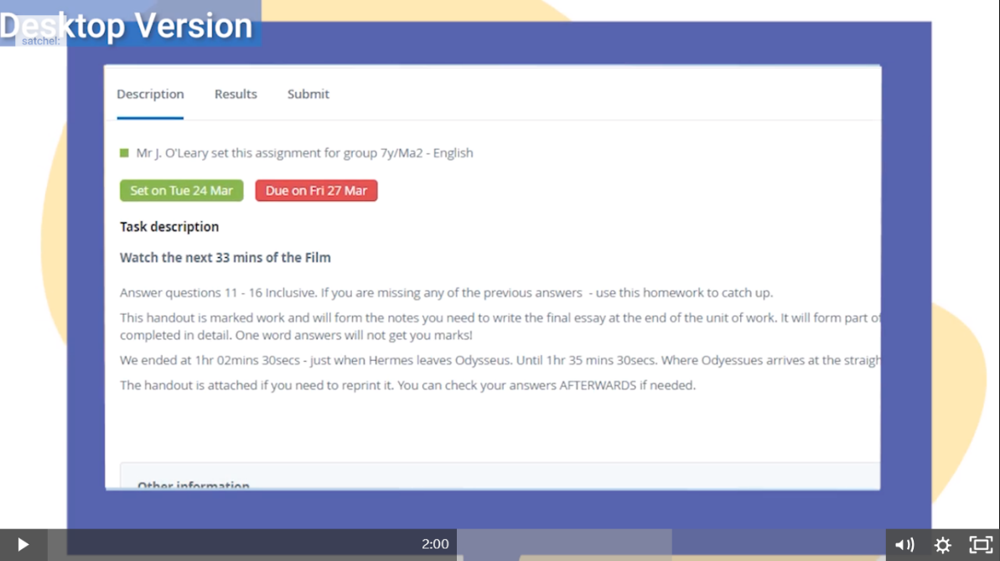 Desktop Version
satchel:
Description Results Submit
Mr J. O'Leary set this assignment for group 7y/Ma2 - English
Set on Tue 24 Mar Due on Fri 27 Mar
Task description
Watch the next 33 mins of the Film
Answer questions 11 - 16 Inclusive. If you are missing any of the previous answers - use this homework to catch up.
This handout is marked work and will form the notes you need to write the final essay at the end of the unit of work. It will form part of
completed in detail. One word answers will not get you marks!
We ended at 1hr 02mins 30secs - just when Hermes leaves Odysseus. Until 1hr 35 mins 30secs. Where Odyessues arrives at the straigh
The handout is attached if you need to reprint it. You can check your answers AFTERWARDS if needed.
Other information
2:00